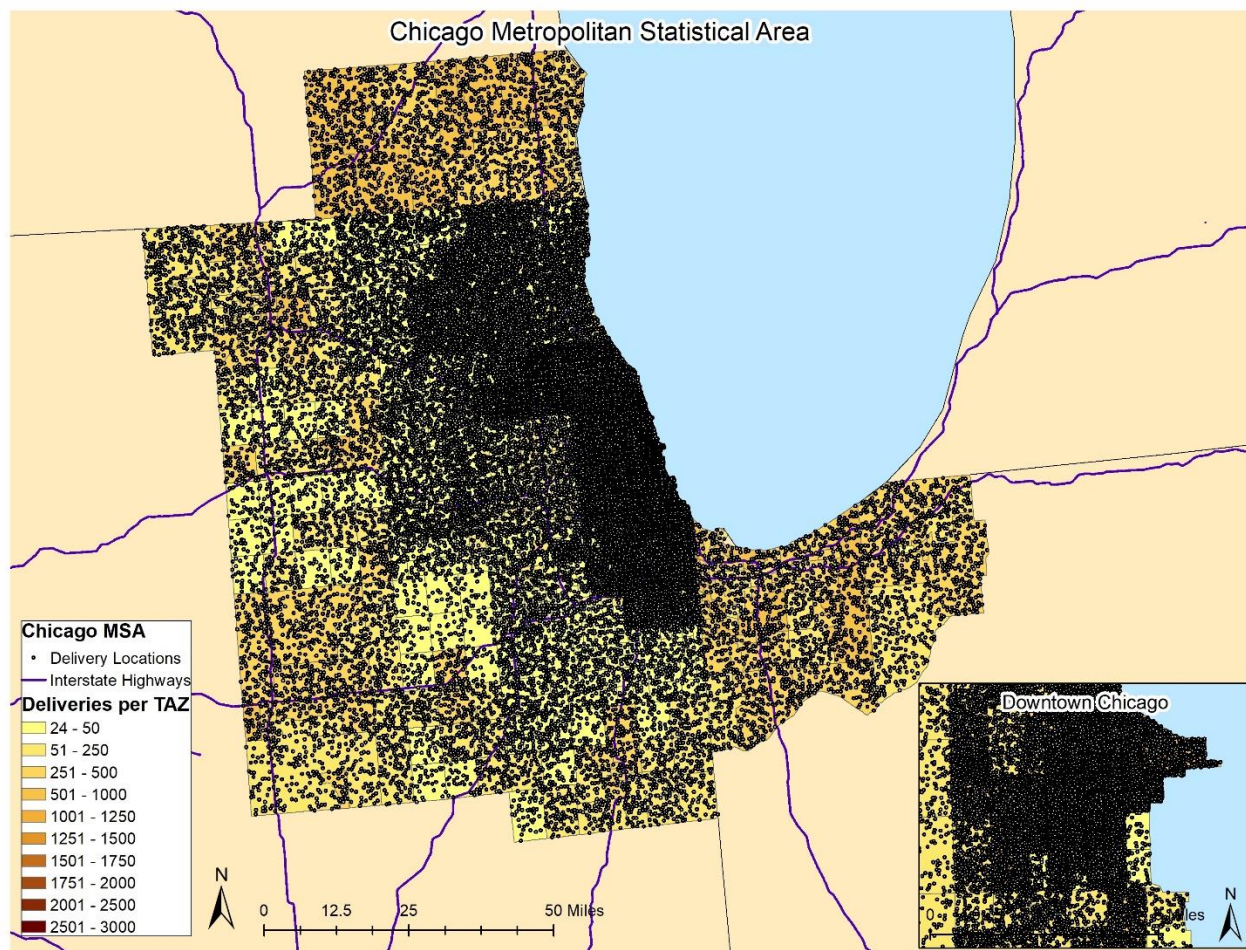 Chicago Metropolitan Statistical Area
Chicago MSA
Delivery Locations
Interstate Highways
Deliveries per TAZ
24 - 50
51 - 250
251 - 500
501 - 1000
1001 - 1250
1251 - 1500
1501 - 1750
1751 - 2000
2001 - 2500
2501 - 3000
N
0 12.5 25 50 Miles
Downtown Chicago
N
0 Miles